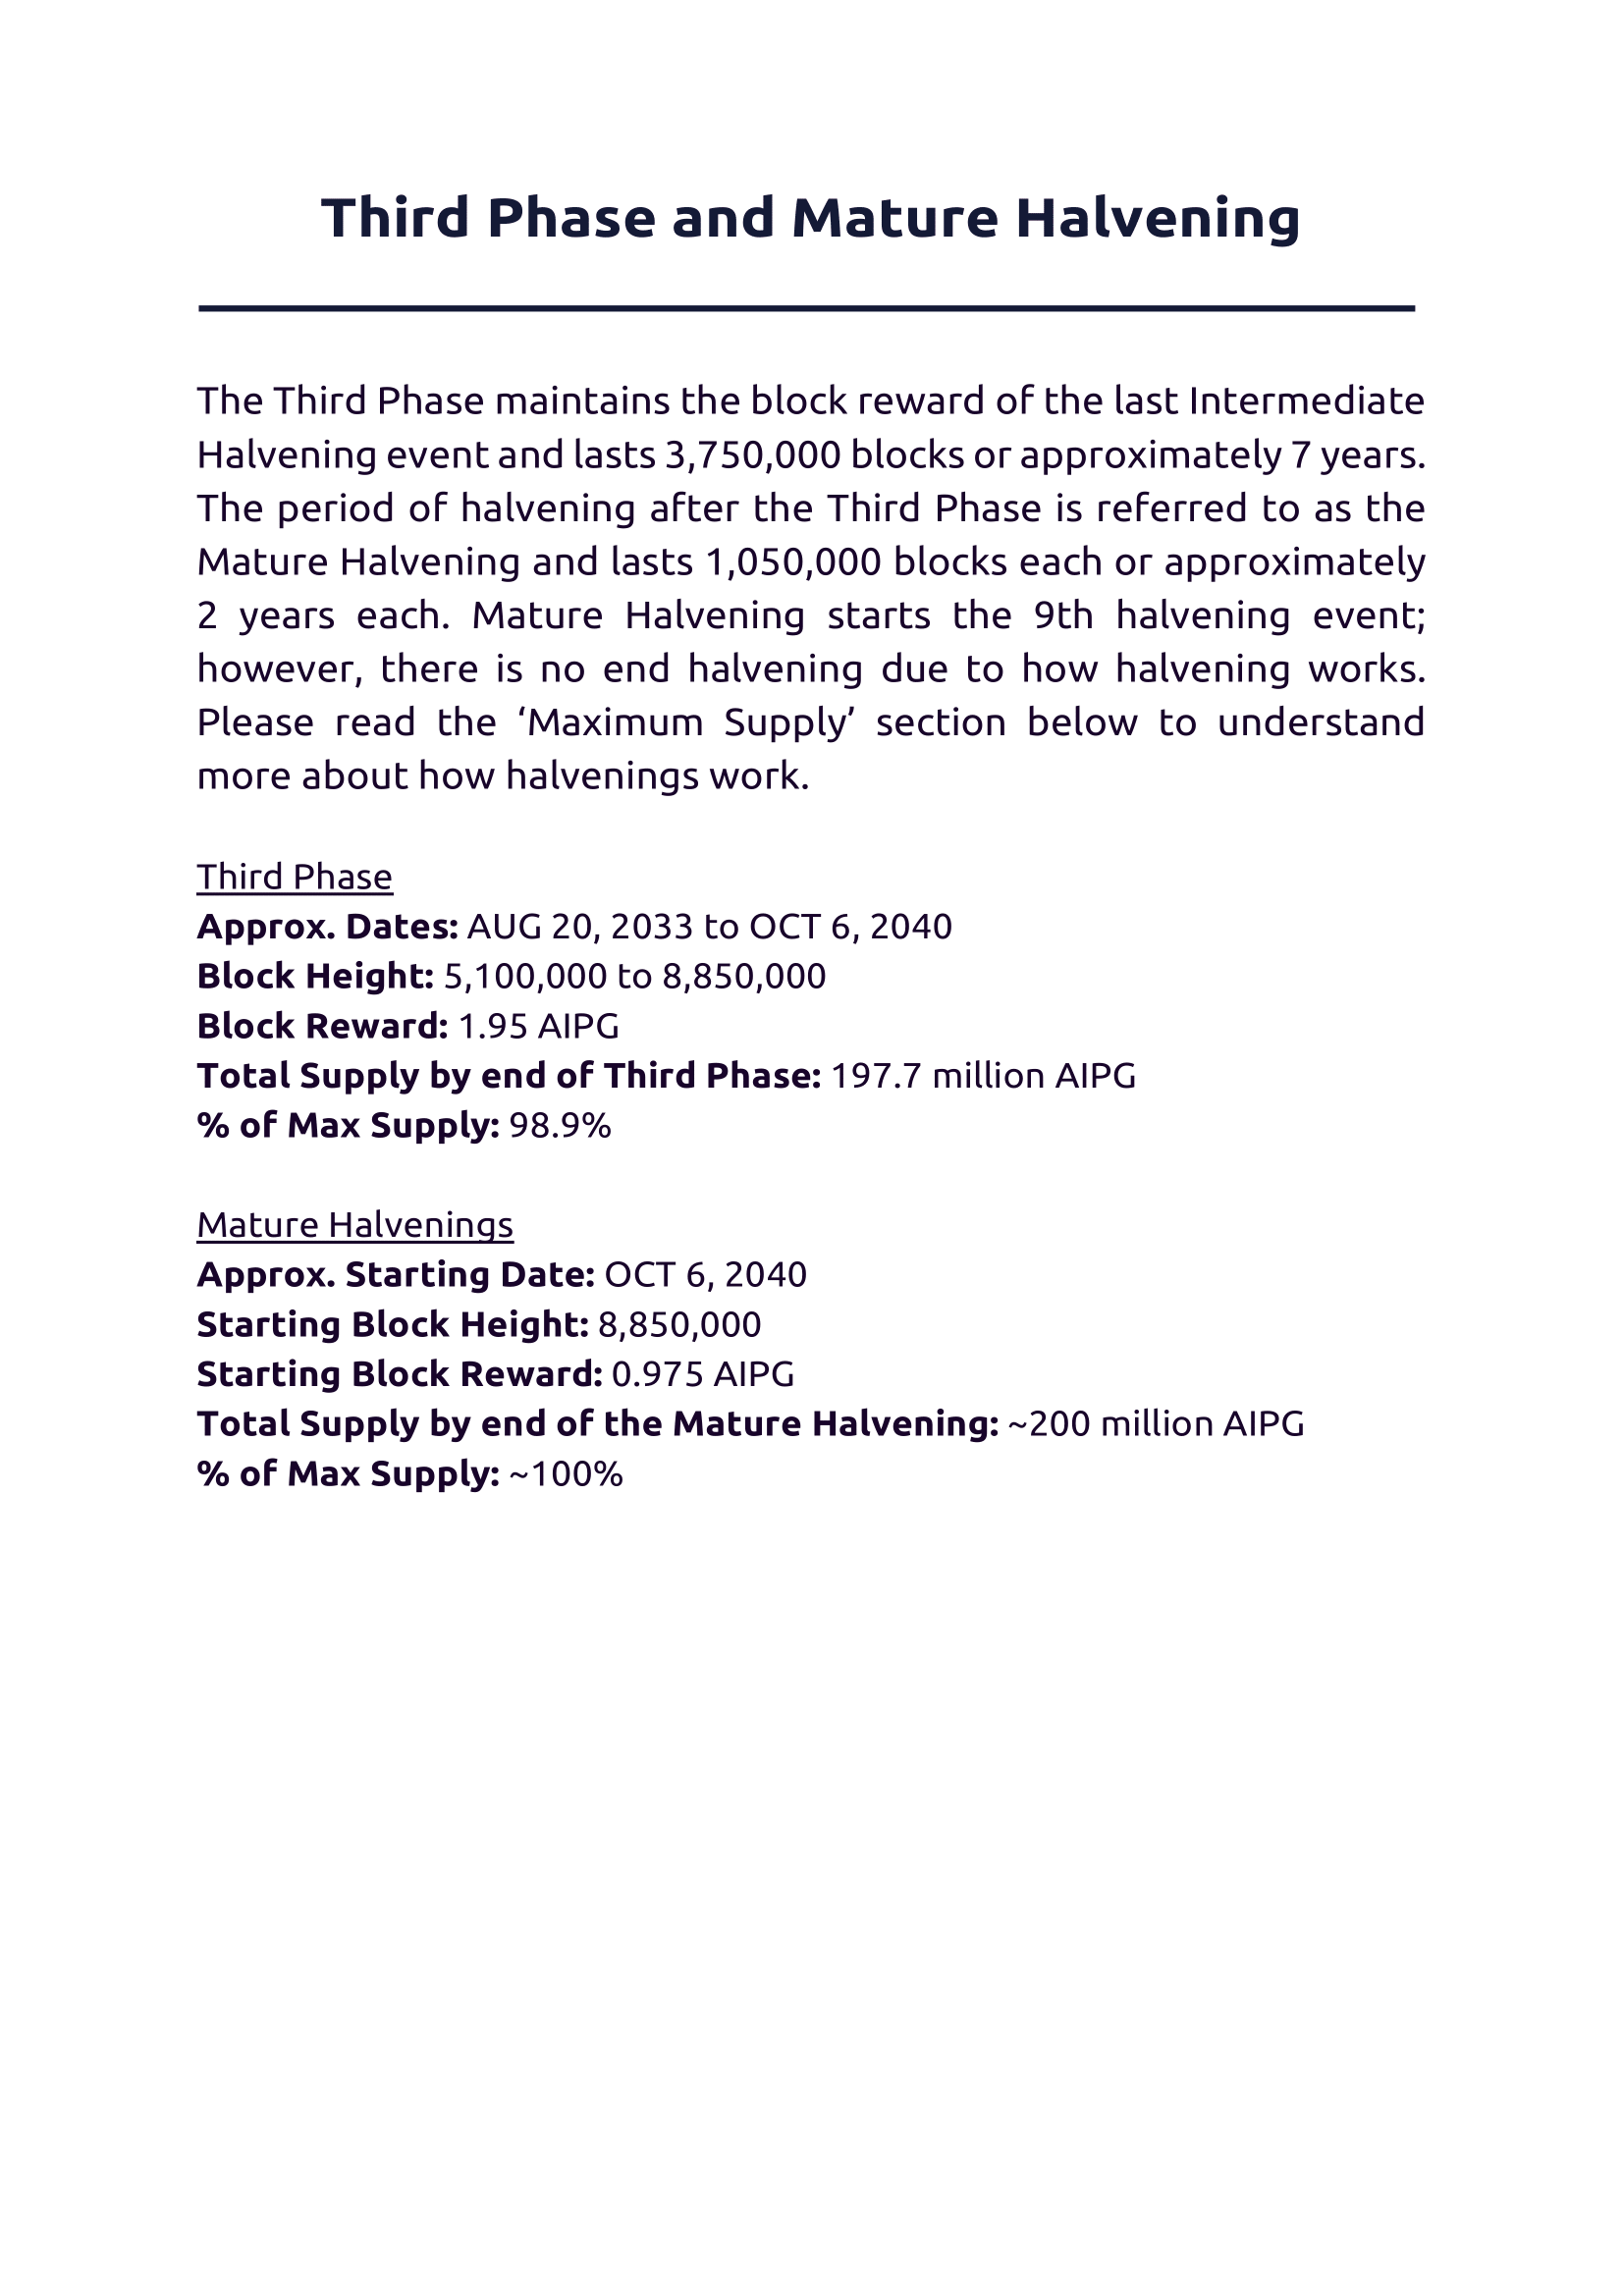 Third Phase and Mature Halvening
The Third Phase maintains the block reward of the last Intermediate
Halvening event and lasts 3,750,000 blocks or approximately 7 years.
The period of halvening after the Third Phase is referred to as the
Mature Halvening and lasts 1,050,000 blocks each or approximately
2 years each. Mature Halvening starts the 9th halvening event;
however, there is no end halvening due to how halvening works.
Please read the ‘Maximum Supply’ section below to understand
more about how halvenings work.
Third Phase
Approx. Dates: AUG 20, 2033 to OCT 6, 2040
Block Height: 5,100,000 to 8,850,000
Block Reward: 1.95 AIPG
Total Supply by end of Third Phase: 197.7 million AIPG
% of Max Supply: 98.9%
Mature Halvenings
Approx. Starting Date: OCT 6, 2040
Starting Block Height: 8,850,000
Starting Block Reward: 0.975 AIPG
Total Supply by end of the Mature Halvening: ~200 million AIPG
% of Max Supply: ~100%